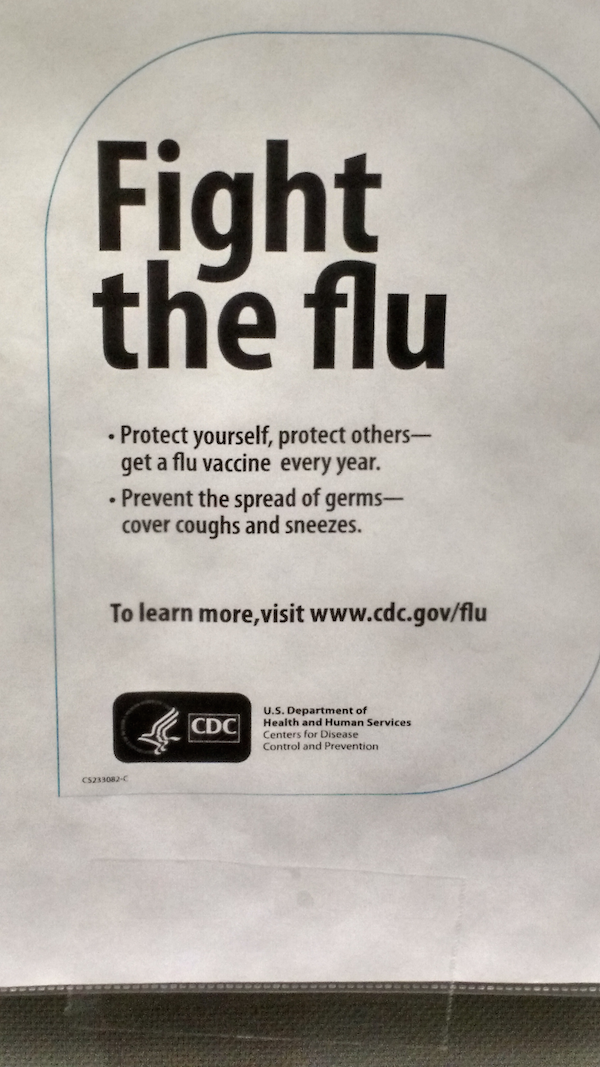 Fight
the flu
• Protect yourself, protect others—
get a flu vaccine every year.
• Prevent the spread of germs—
cover coughs and sneezes.
To learn more,visit www.cdc.gov/flu
CDC
U.S. Department of
Health and Human Services
Centers for Disease
Control and Prevention
CS233082-C